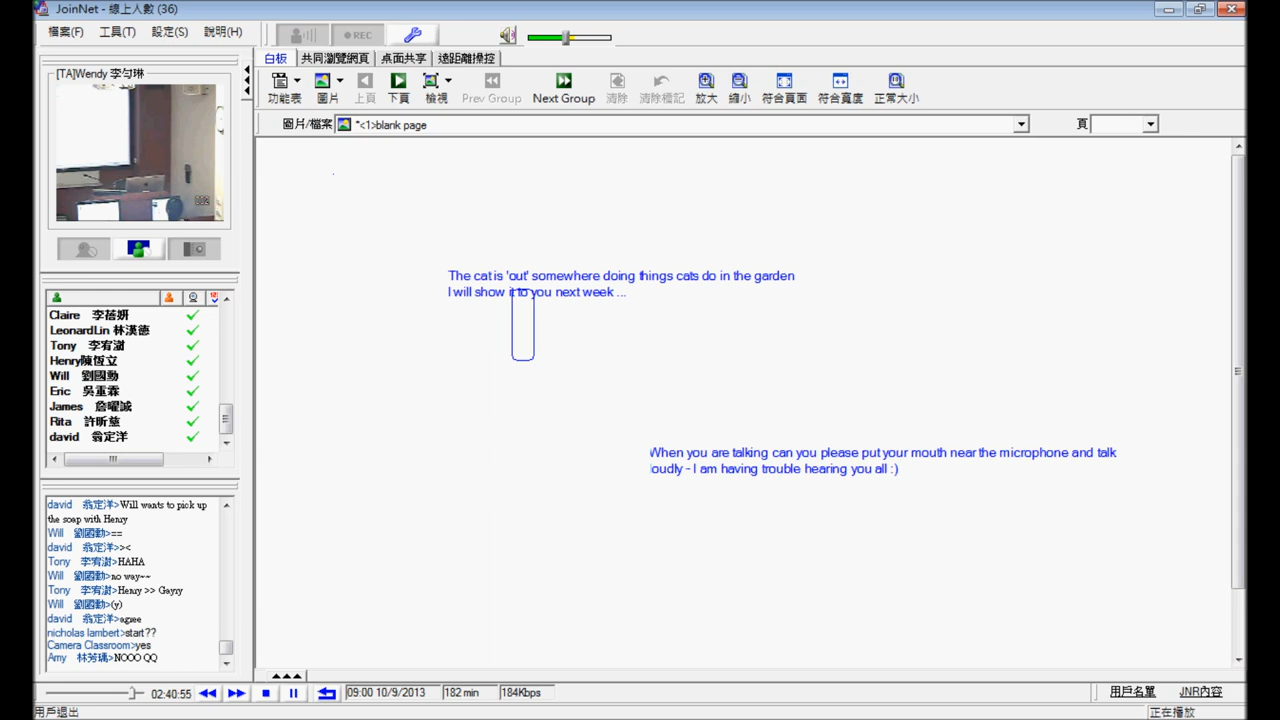 JoinNet - 線上人數 (36)
檔案(F) 工具(T) 設定(S) 說明(H)
REC
[TA]Wendy 李勻琳
002
白板 共同瀏覽網頁 桌面共享 遠距離操控
功能表 圖片 上頁 下頁 檢視 Prev Group Next Group 清除 清除標記 放大 縮小 符合頁面 符合寬度 正常大小
圖片/檔案 *<1>blank page 頁
The cat is 'out' somewhere doing things cats do in the garden
I will show it to you next week ...
When you are talking can you please put your mouth near the microphone and talk
loudly - I am having trouble hearing you all :)
Claire 李蓓妍
LeonardLin 林漢德
Tony 李宥澍
Henry陳恆立
Will 劉國勳
Eric 吳重霖
James 詹曜誠
Rita 許昕慈
david 翁定洋
david 翁定洋>Will wants to pick up
the soap with Henry
Will 劉國勳>==
david 翁定洋>><
Tony 李宥澍>HAHA
Will 劉國勳>no way~~
Tony 李宥澍>Henry >> Gayry
Will 劉國勳>(y)
david 翁定洋>agree
nicholas lambert>start??
Camera Classroom>yes
Amy 林芳瑀>NOOO QQ
02:40:55 09:00 10/9/2013 182 min 184Kbps 用戶名單 JNR內容
用戶退出 正在播放